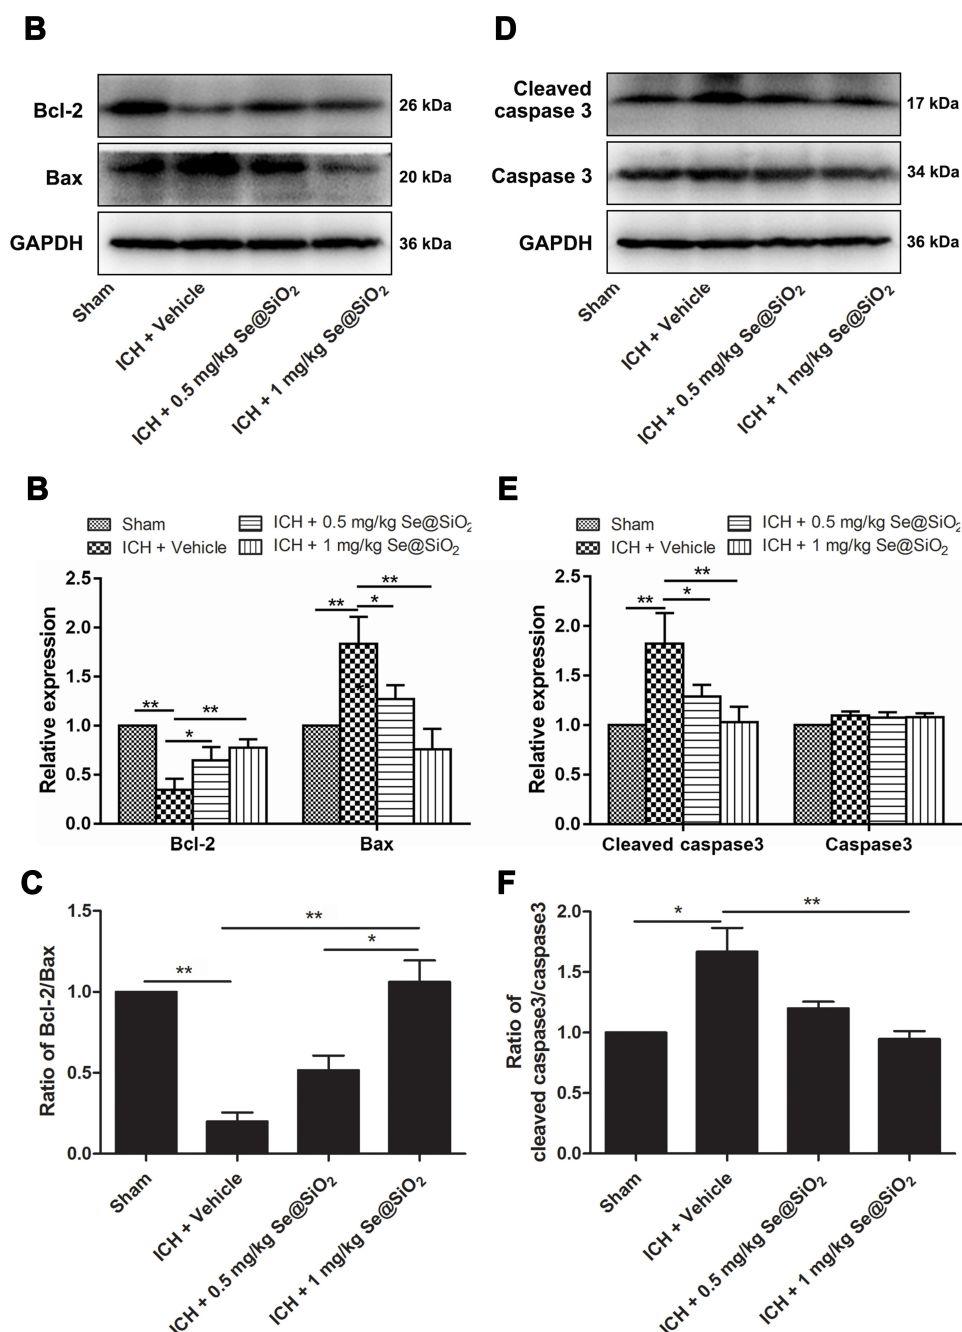 B
Bcl-2
26 kDa
Bax
20 kDa
GAPDH
36 kDa
Sham
ICH + Vehicle
ICH + 0.5 mg/kg Se@SiO2
ICH + 1 mg/kg Se@SiO2
D
Cleaved
caspase 3
17 kDa
Caspase 3
34 kDa
GAPDH
36 kDa
Sham
ICH + Vehicle
ICH + 0.5 mg/kg Se@SiO2
ICH + 1 mg/kg Se@SiO2
B
Sham
ICH + Vehicle
ICH + 0.5 mg/kg Se@SiO2
ICH + 1 mg/kg Se@SiO2
Relative expression
2.5
2.0
1.5
1.0
0.5
0.0
**
*
**
**
*
**
Bcl-2
Bax
E
Sham
ICH + Vehicle
ICH + 0.5 mg/kg Se@SiO2
ICH + 1 mg/kg Se@SiO2
Relative expression
2.5
2.0
1.5
1.0
0.5
0.0
**
*
**
Cleaved caspase3
Caspase3
C
Ratio of Bcl-2/Bax
1.5
1.0
0.5
0.0
**
**
*
Sham
ICH + Vehicle
ICH + 0.5 mg/kg Se@SiO2
ICH + 1 mg/kg Se@SiO2
F
Ratio of
cleaved caspase3/caspase3
2.0
1.5
1.0
0.5
0.0
*
**
Sham
ICH + Vehicle
ICH + 0.5 mg/kg Se@SiO2
ICH + 1 mg/kg Se@SiO2